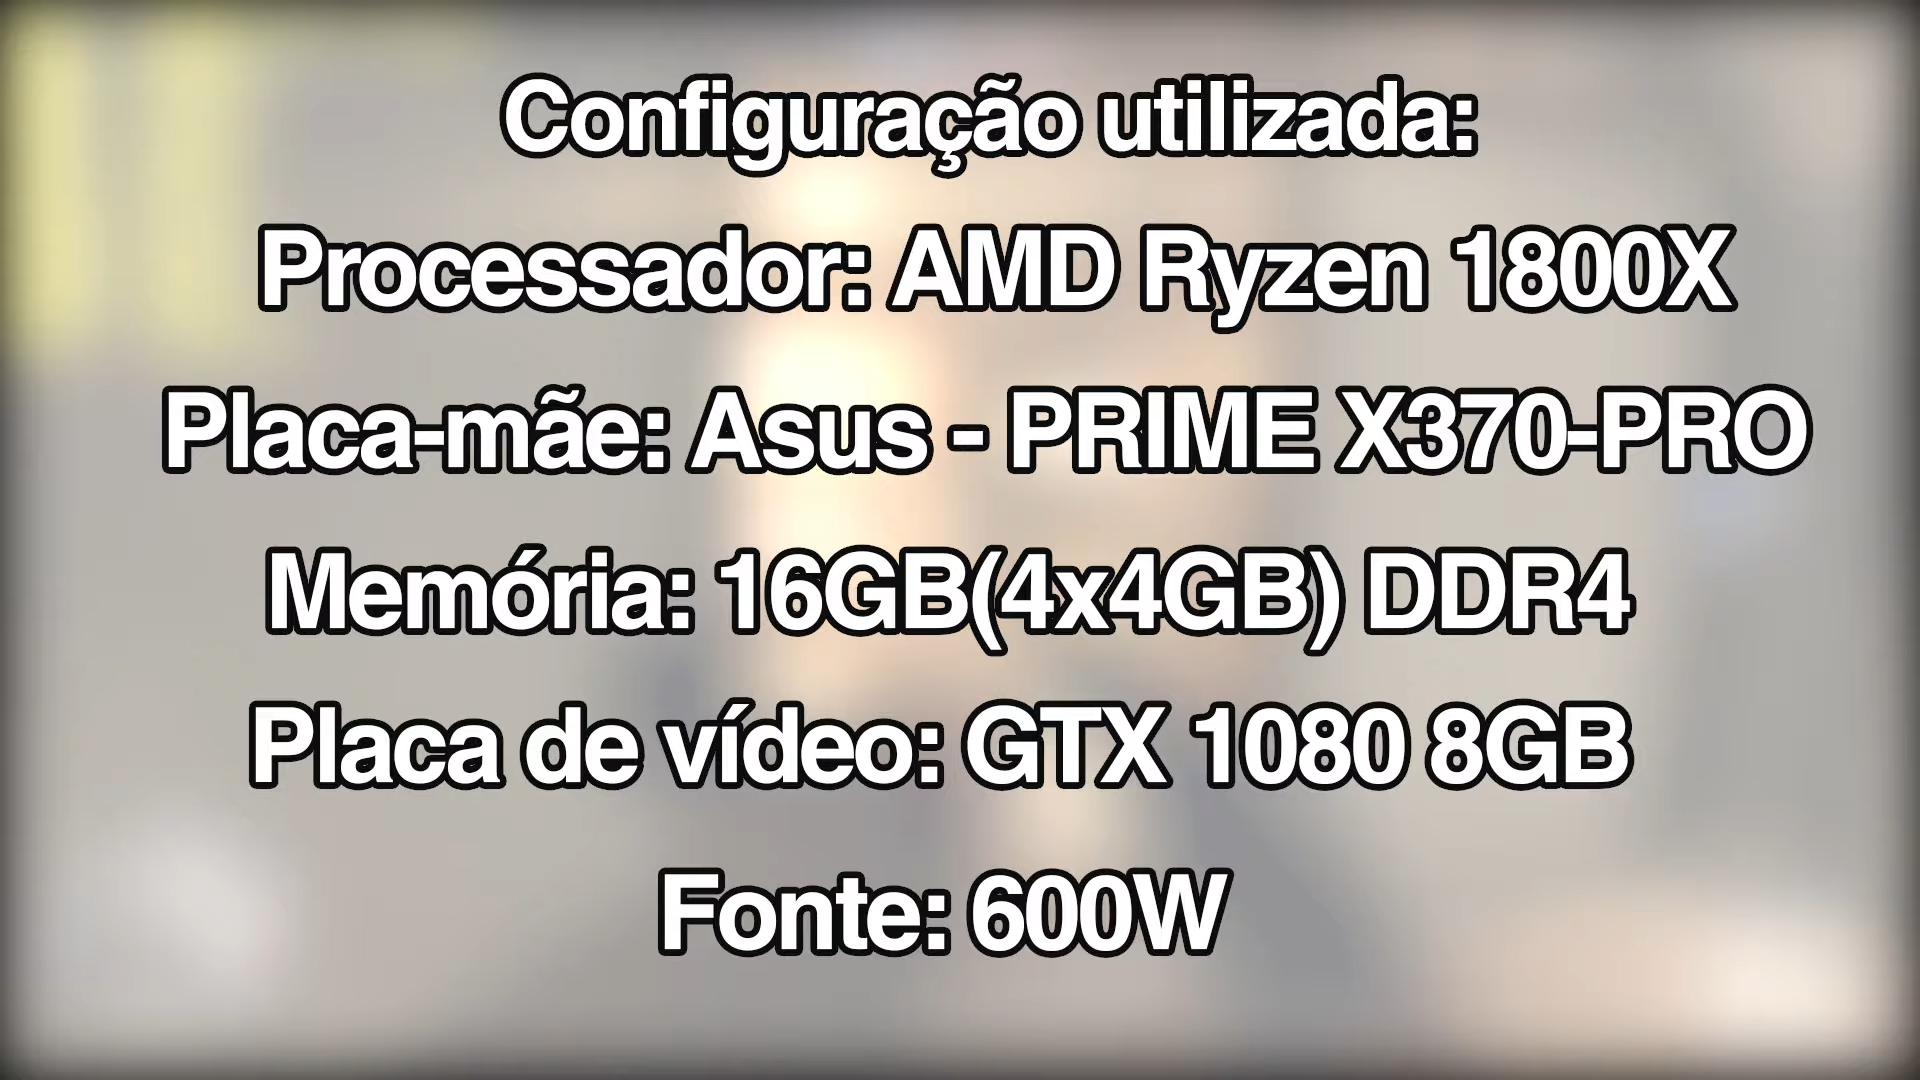 Configuração utilizada:
Processador: AMD Ryzen 1800X
Placa-mãe: Asus - PRIME X370-PRO
Memória: 16GB(4x4GB) DDR4
Placa de vídeo: GTX 1080 8GB
Fonte: 600W